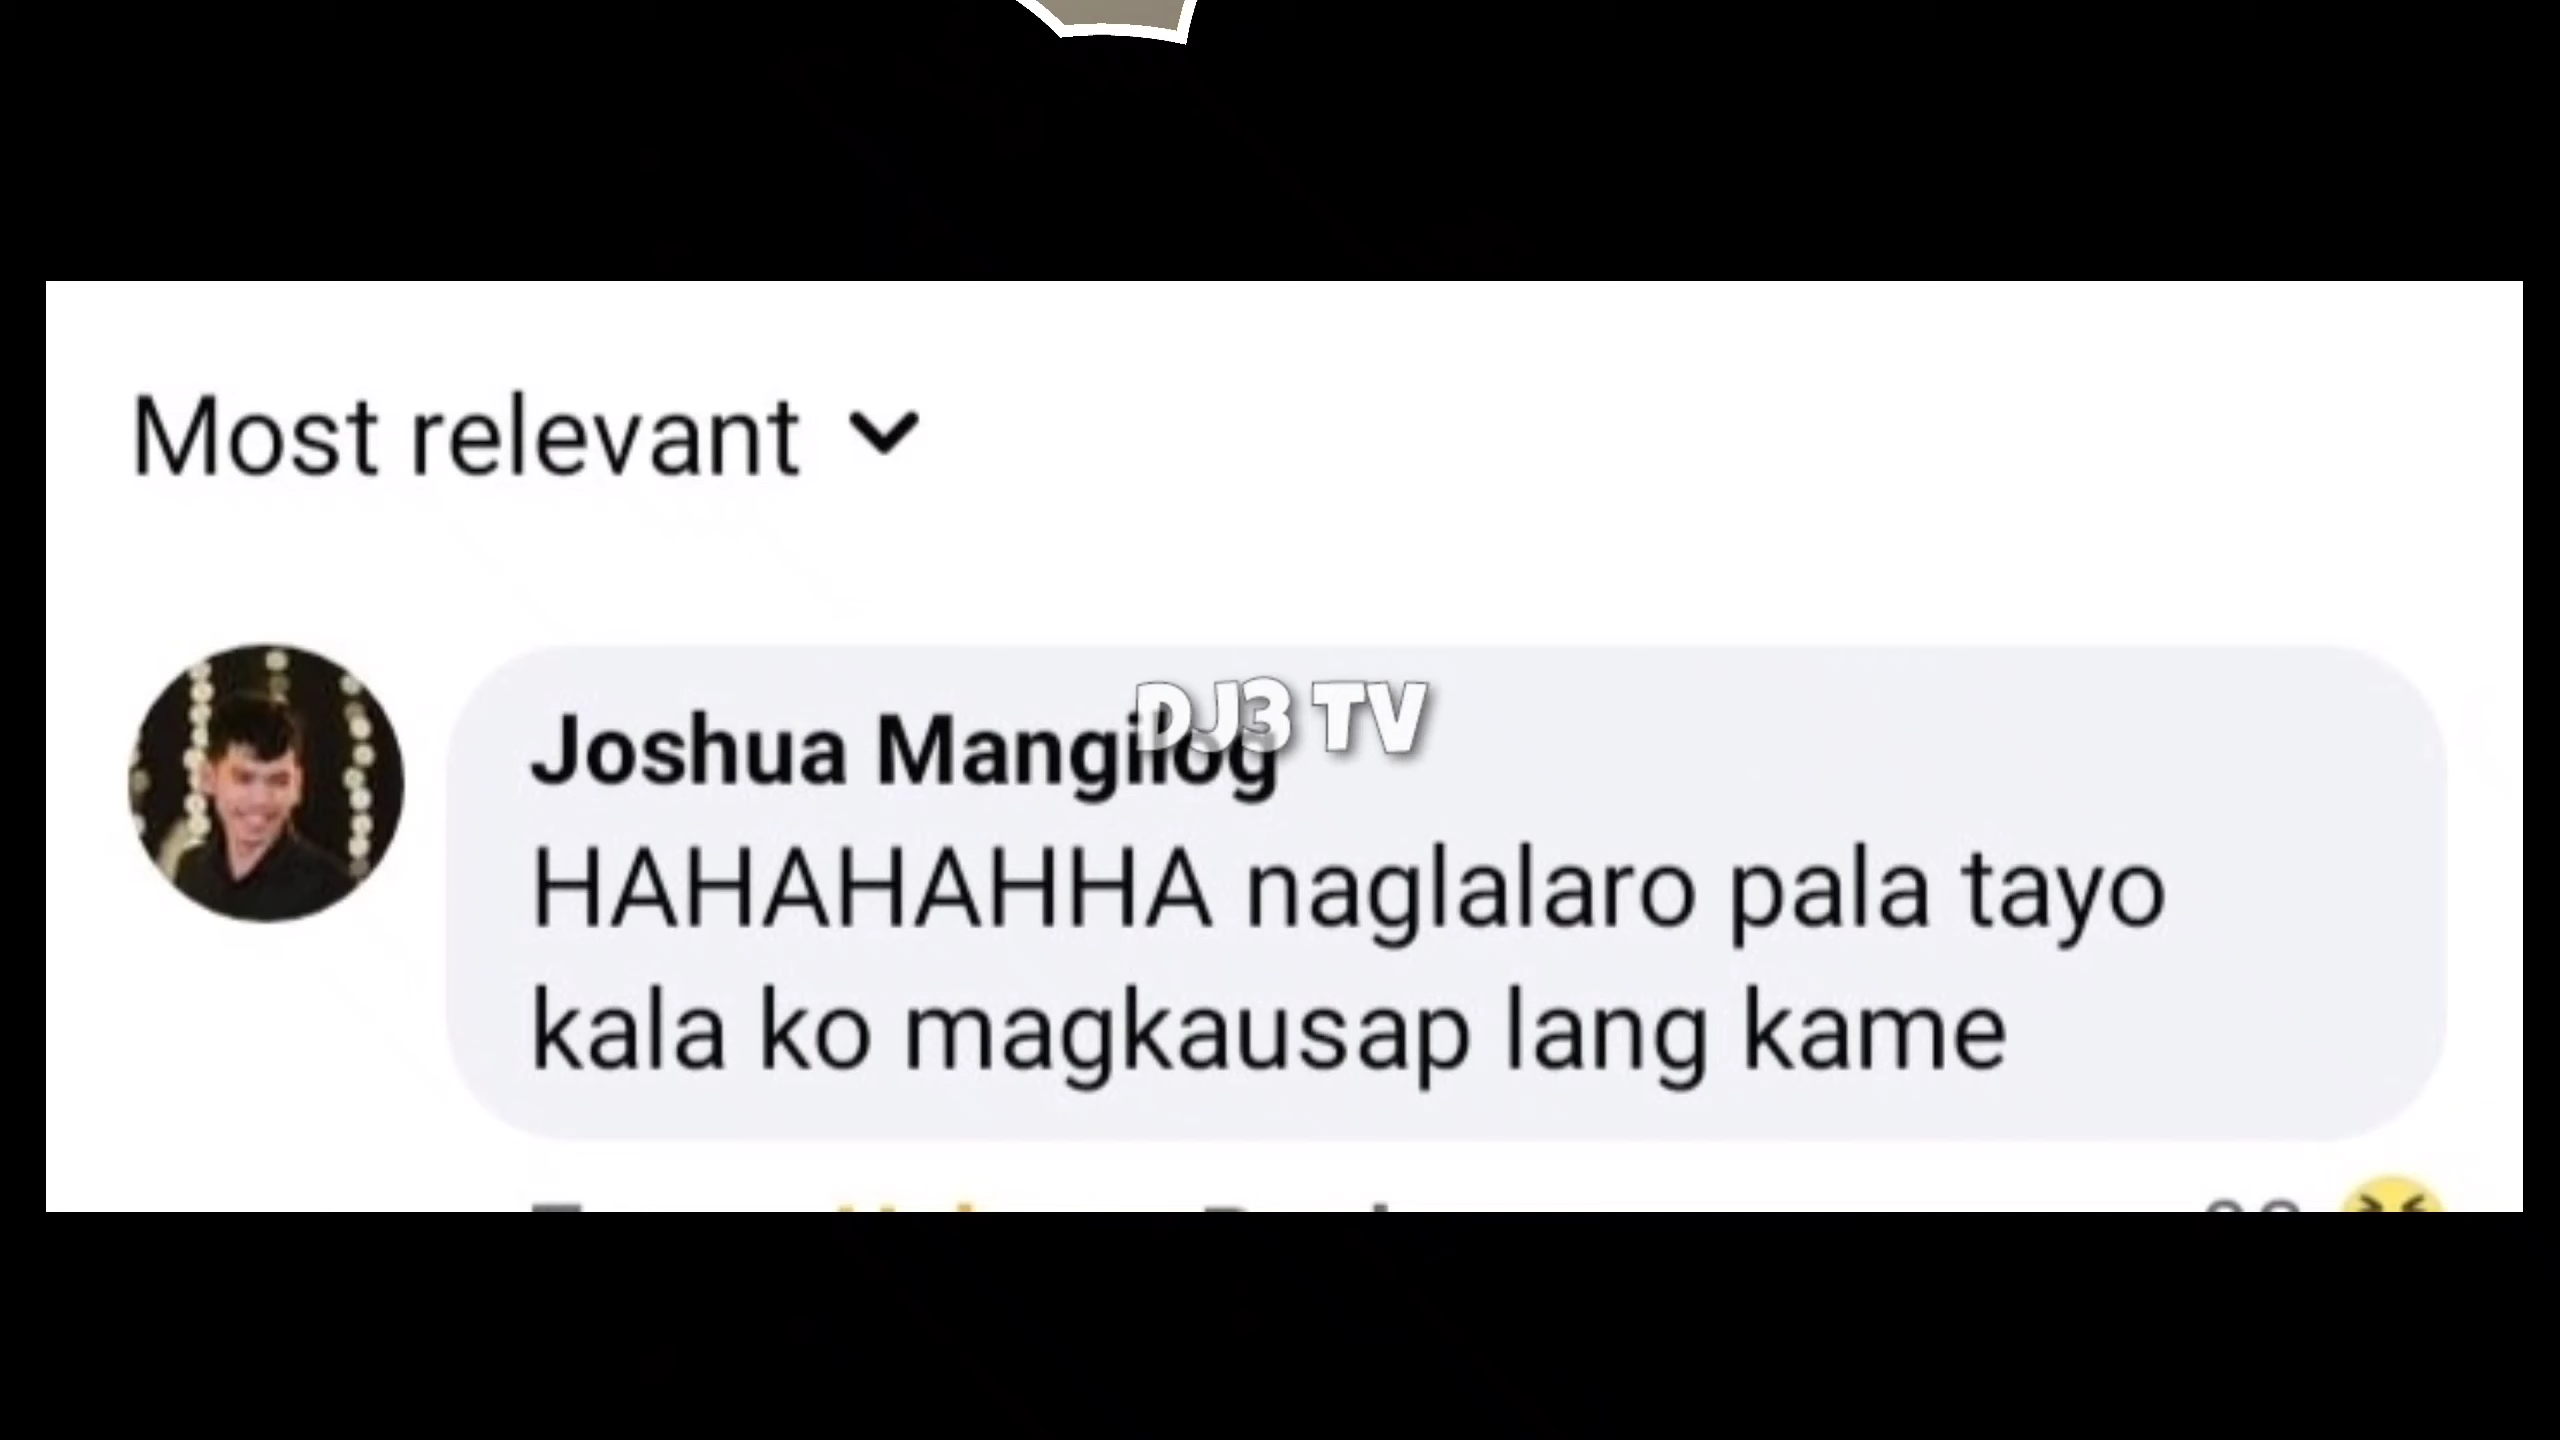 Most relevant
DJ3 TV
Joshua Mangilog
HAHAHAHHA naglalaro pala tayo
kala ko magkausap lang kame